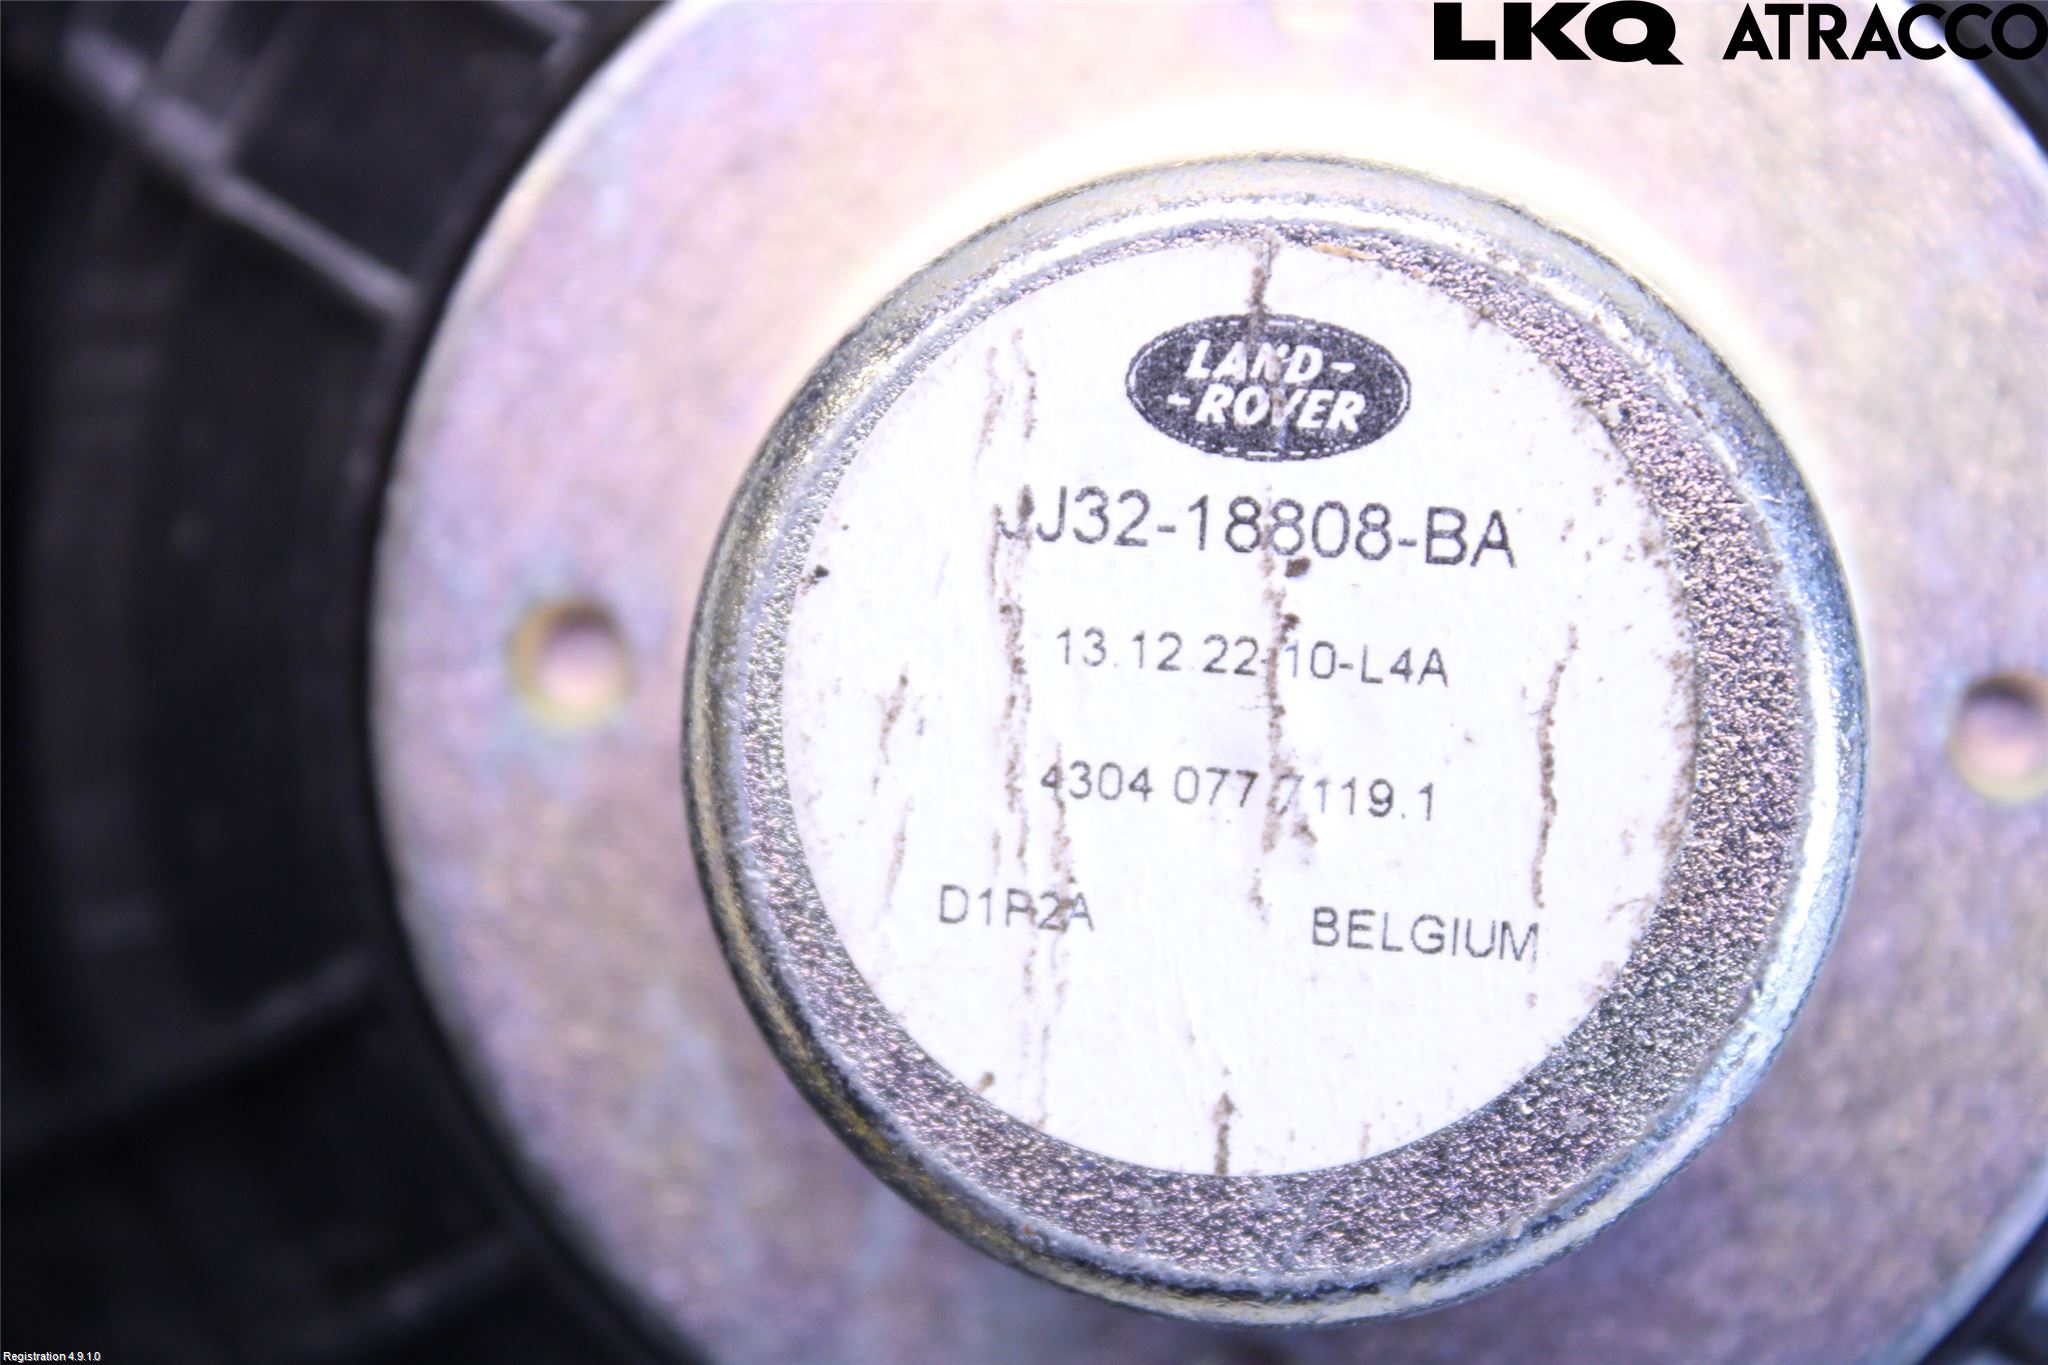 LKQ ATRACCO
LAND-
-ROVER
JJ32-18808-BA
13.12.22-10-L4A
4304 077 7119.1
D1P2A BELGIUM
Registration 4.9.1.0